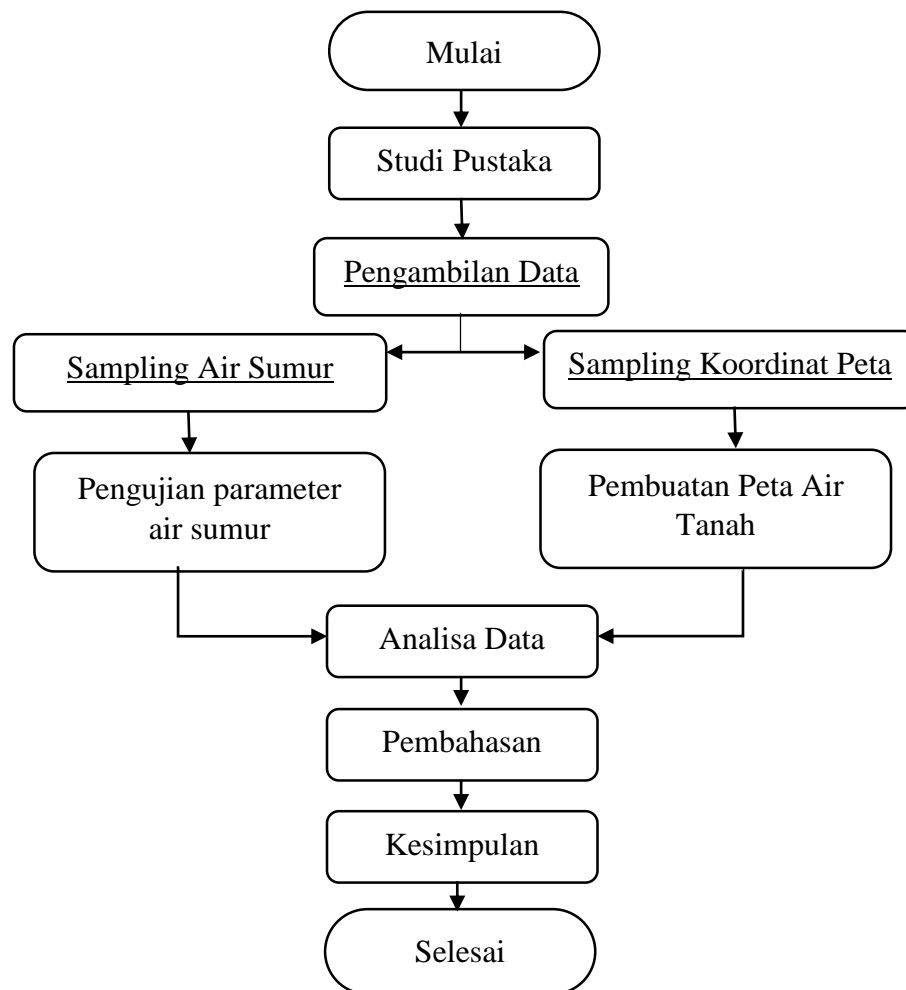 Mulai
Studi Pustaka
Pengambilan Data
Sampling Air Sumur
Sampling Koordinat Peta
Pengujian parameter
air sumur
Pembuatan Peta Air
Tanah
Analisa Data
Pembahasan
Kesimpulan
Selesai